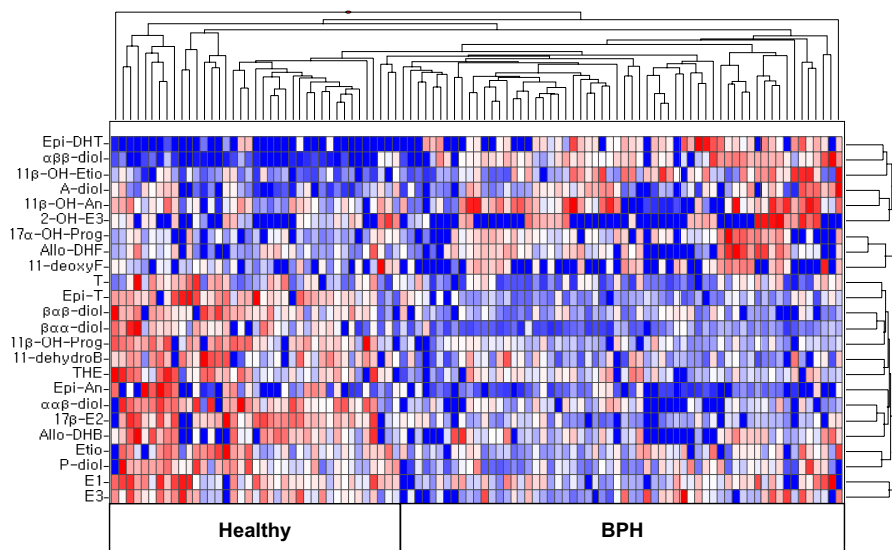 Epi-DHT
αββ-diol
11β-OH-Etio
A-diol
11β-OH-An
2-OH-E3
17α-OH-Prog
Allo-DHF
11-deoxyF
T
Epi-T
βαβ-diol
βαα-diol
11β-OH-Prog
11-dehydroB
THE
Epi-An
ααβ-diol
17β-E2
Allo-DHB
Etio
P-diol
E1
E3
Healthy
BPH